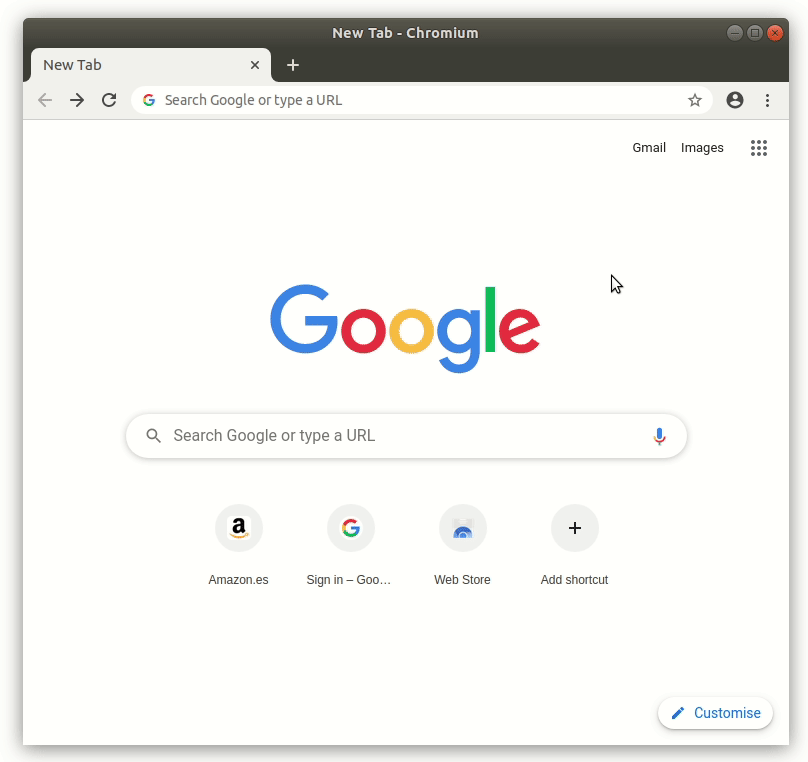 New Tab - Chromium
New Tab
Search Google or type a URL
Gmail Images
Google
Search Google or type a URL
a
Amazon.es Sign in – Goo... Web Store Add shortcut
Customise